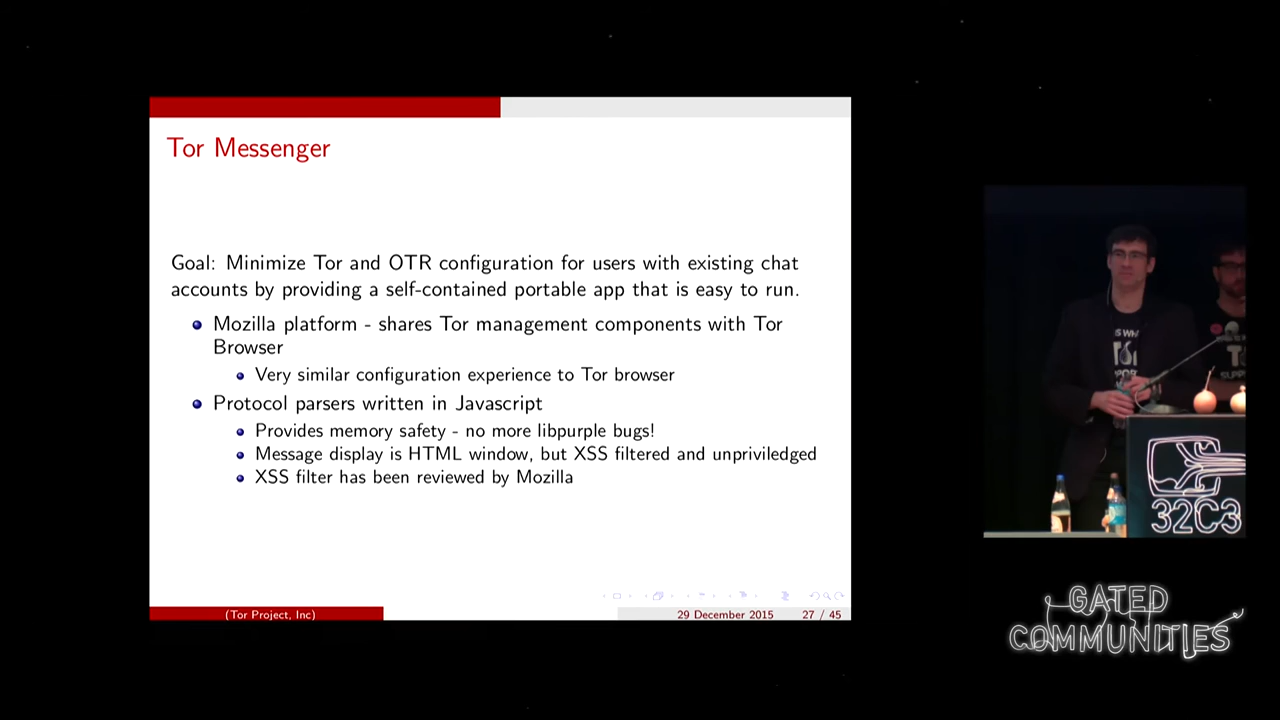 Tor Messenger
Goal: Minimize Tor and OTR configuration for users with existing chat
accounts by providing a self-contained portable app that is easy to run.
Mozilla platform - shares Tor management components with Tor
Browser
Very similar configuration experience to Tor browser
Protocol parsers written in Javascript
Provides memory safety - no more libpurple bugs!
Message display is HTML window, but XSS filtered and unpriviledged
XSS filter has been reviewed by Mozilla
(Tor Project, Inc)
29 December 2015
27 / 45
32C3
GATED
COMMUNITIES